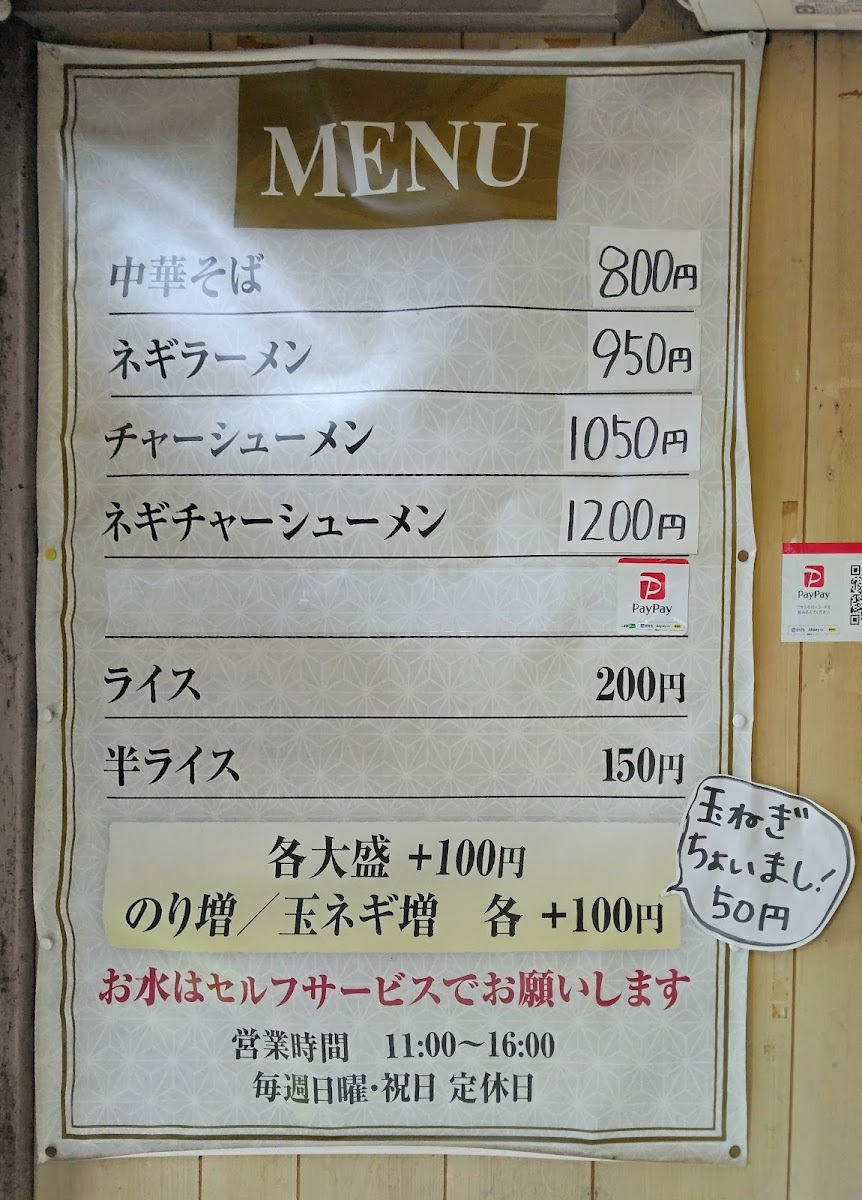 MENU
中華そば 800円
ネギラーメン 950円
チャーシューメン 1050円
ネギチャーシューメン 1200円
PayPay
PayPay
ライス 200円
半ライス 150円
各大盛 +100円
のり増/玉ネギ増 各 +100円
玉ねぎ
ちょいまし!
50円
お水はセルフサービスでお願いします
営業時間 11:00〜16:00
毎週日曜・祝日 定休日